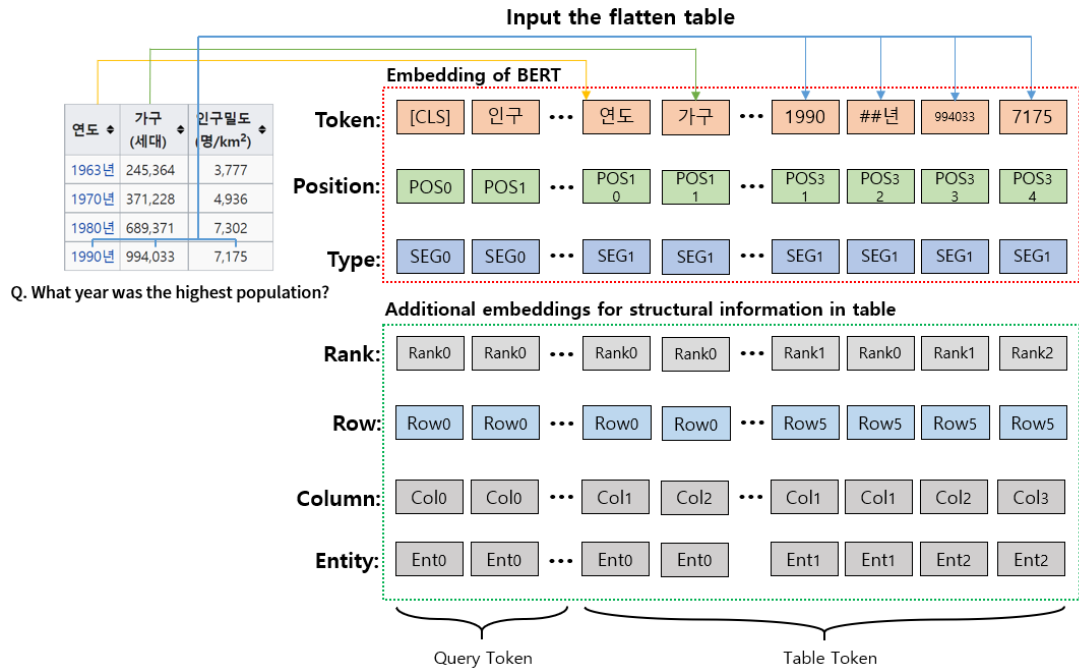 Input the flatten table
Embedding of BERT
연도 가구 (세대) 인구밀도 (명/km²)
1963년 245,364 3,777
1970년 371,228 4,936
1980년 689,371 7,302
1990년 994,033 7,175
Q. What year was the highest population?
Token: [CLS] 인구 ••• 연도 가구 ••• 1990 ##년 994033 7175
Position: POS0 POS1 ••• POS10 POS11 ••• POS31 POS32 POS33 POS34
Type: SEG0 SEG0 ••• SEG1 SEG1 ••• SEG1 SEG1 SEG1 SEG1
Additional embeddings for structural information in table
Rank: Rank0 Rank0 ••• Rank0 Rank0 ••• Rank1 Rank0 Rank1 Rank2
Row: Row0 Row0 ••• Row0 Row0 ••• Row5 Row5 Row5 Row5
Column: Col0 Col0 ••• Col1 Col2 ••• Col1 Col1 Col2 Col3
Entity: Ent0 Ent0 ••• Ent0 Ent0 Ent1 Ent1 Ent2 Ent2
Query Token Table Token